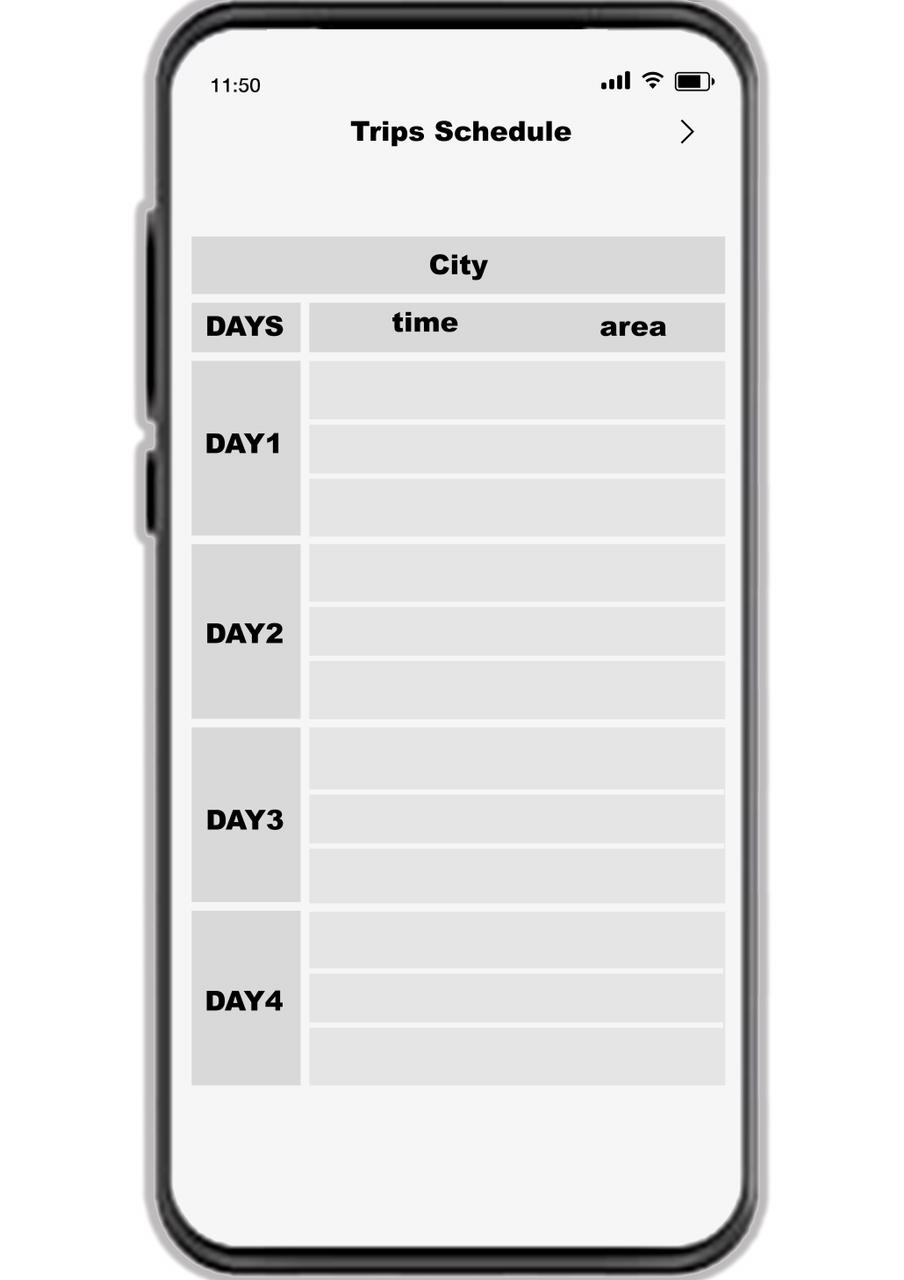 11:50
Trips Schedule
City
DAYS time area
DAY1
DAY2
DAY3
DAY4